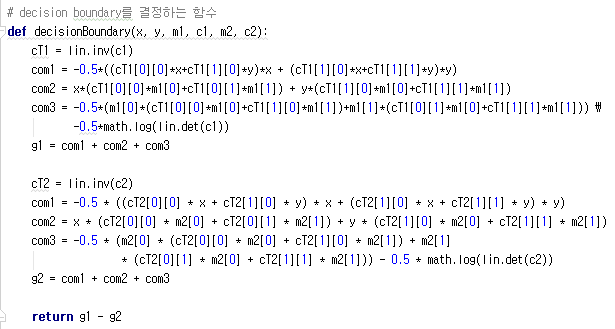 # decision boundary를 결정하는 함수
def decisionBoundary(x, y, m1, c1, m2, c2):
cT1 = lin.inv(c1)
com1 = -0.5*((cT1[0][0]*x+cT1[1][0]*y)*x + (cT1[1][0]*x+cT1[1][1]*y)*y)
com2 = x*(cT1[0][0]*m1[0]+cT1[0][1]*m1[1]) + y*(cT1[1][0]*m1[0]+cT1[1][1]*m1[1])
com3 = -0.5*(m1[0]*(cT1[0][0]*m1[0]+cT1[1][0]*m1[1])+m1[1]*(cT1[0][1]*m1[0]+cT1[1][1]*m1[1])) ₩
-0.5*math.log(lin.det(c1))
g1 = com1 + com2 + com3
cT2 = lin.inv(c2)
com1 = -0.5 * ((cT2[0][0] * x + cT2[1][0] * y) * x + (cT2[1][0] * x + cT2[1][1] * y) * y)
com2 = x * (cT2[0][0] * m2[0] + cT2[0][1] * m2[1]) + y * (cT2[1][0] * m2[0] + cT2[1][1] * m2[1])
com3 = -0.5 * (m2[0] * (cT2[0][0] * m2[0] + cT2[1][0] * m2[1]) + m2[1]
* (cT2[0][1] * m2[0] + cT2[1][1] * m2[1])) - 0.5 * math.log(lin.det(c2))
g2 = com1 + com2 + com3
return g1 - g2